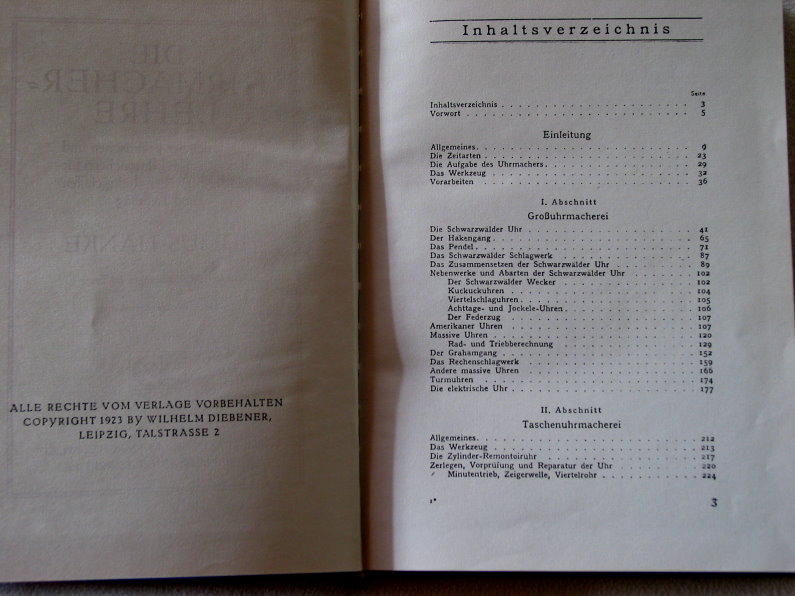 ALLE RECHTE VOM VERLAGE VORBEHALTEN
COPYRIGHT 1923 BY WILHELM DIEBENER,
LEIPZIG, TALSTRASSE 2
Inhaltsverzeichnis
Seite
Inhaltsverzeichnis . . . 3
Vorwort . . . 5
Einleitung
Allgemeines . . . 9
Die Zeitarten . . . 23
Die Aufgabe des Uhrmachers . . . 29
Das Werkzeug . . . 32
Vorarbeiten . . . 36
I. Abschnitt
Großuhrmacherei
Die Schwarzwälder Uhr . . . 41
Der Hakengang . . . 65
Das Pendel . . . 71
Das Schwarzwälder Schlagwerk . . . 87
Das Zusammensetzen der Schwarzwälder Uhr . . . 89
Nebenwerke und Abarten der Schwarzwälder Uhr . . . 102
Der Schwarzwälder Wecker . . . 102
Kuckuckuhren . . . 104
Viertelschlaguhren . . . 105
Achttage- und Jockele-Uhren . . . 106
Der Federzug . . . 107
Amerikaner Uhren . . . 107
Massive Uhren . . . 120
Rad- und Triebberechnung . . . 129
Der Grahamgang . . . 152
Das Rechenschlagwerk . . . 159
Andere massive Uhren . . . 166
Turmuhren . . . 174
Die elektrische Uhr . . . 177
II. Abschnitt
Taschenuhrmacherei
Allgemeines . . . 212
Das Werkzeug . . . 213
Die Zylinder-Remontoiruhr . . . 217
Zerlegen, Vorprüfung und Reparatur der Uhr . . . 220
Minutentrieb, Zeigerwelle, Viertelrohr . . . 224
1*
3